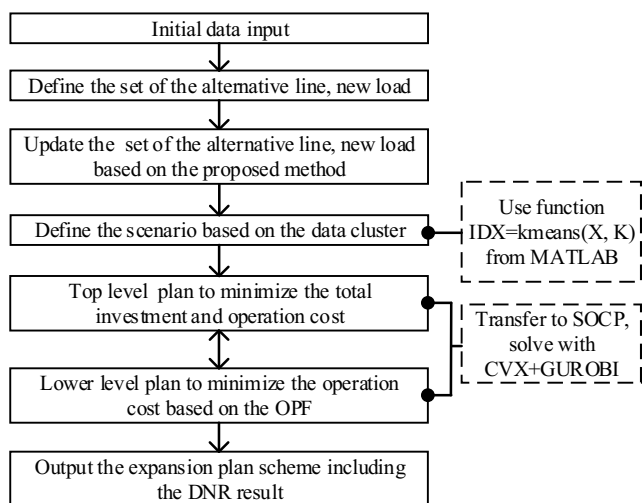 Initial data input
Define the set of the alternative line, new load
Update the set of the alternative line, new load
based on the proposed method
Define the scenario based on the data cluster
Use function
IDX=kmeans(X, K)
from MATLAB
Top level plan to minimize the total
investment and operation cost
Transfer to SOCP,
solve with
CVX+GUROBI
Lower level plan to minimize the operation
cost based on the OPF
Output the expansion plan scheme including
the DNR result